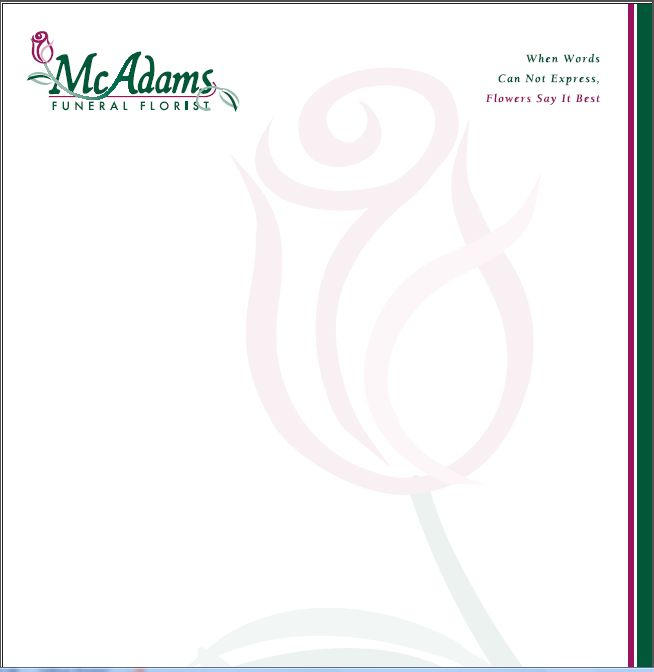 McAdams
FUNERAL FLORIST
When Words
Can Not Express,
Flowers Say It Best